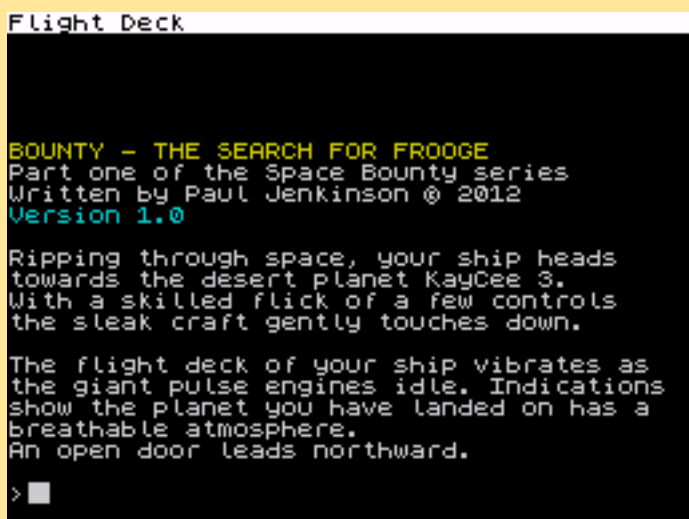 Flight Deck
BOUNTY – THE SEARCH FOR FROOGE
Part one of the Space Bounty series
Written by Paul Jenkinson © 2012
Version 1.0
Ripping through space, your ship heads
towards the desert planet KayCee 3.
With a skilled flick of a few controls
the sleak craft gently touches down.
The flight deck of your ship vibrates as
the giant pulse engines idle. Indications
show the planet you have landed on has a
breathable atmosphere.
An open door leads northward.
>